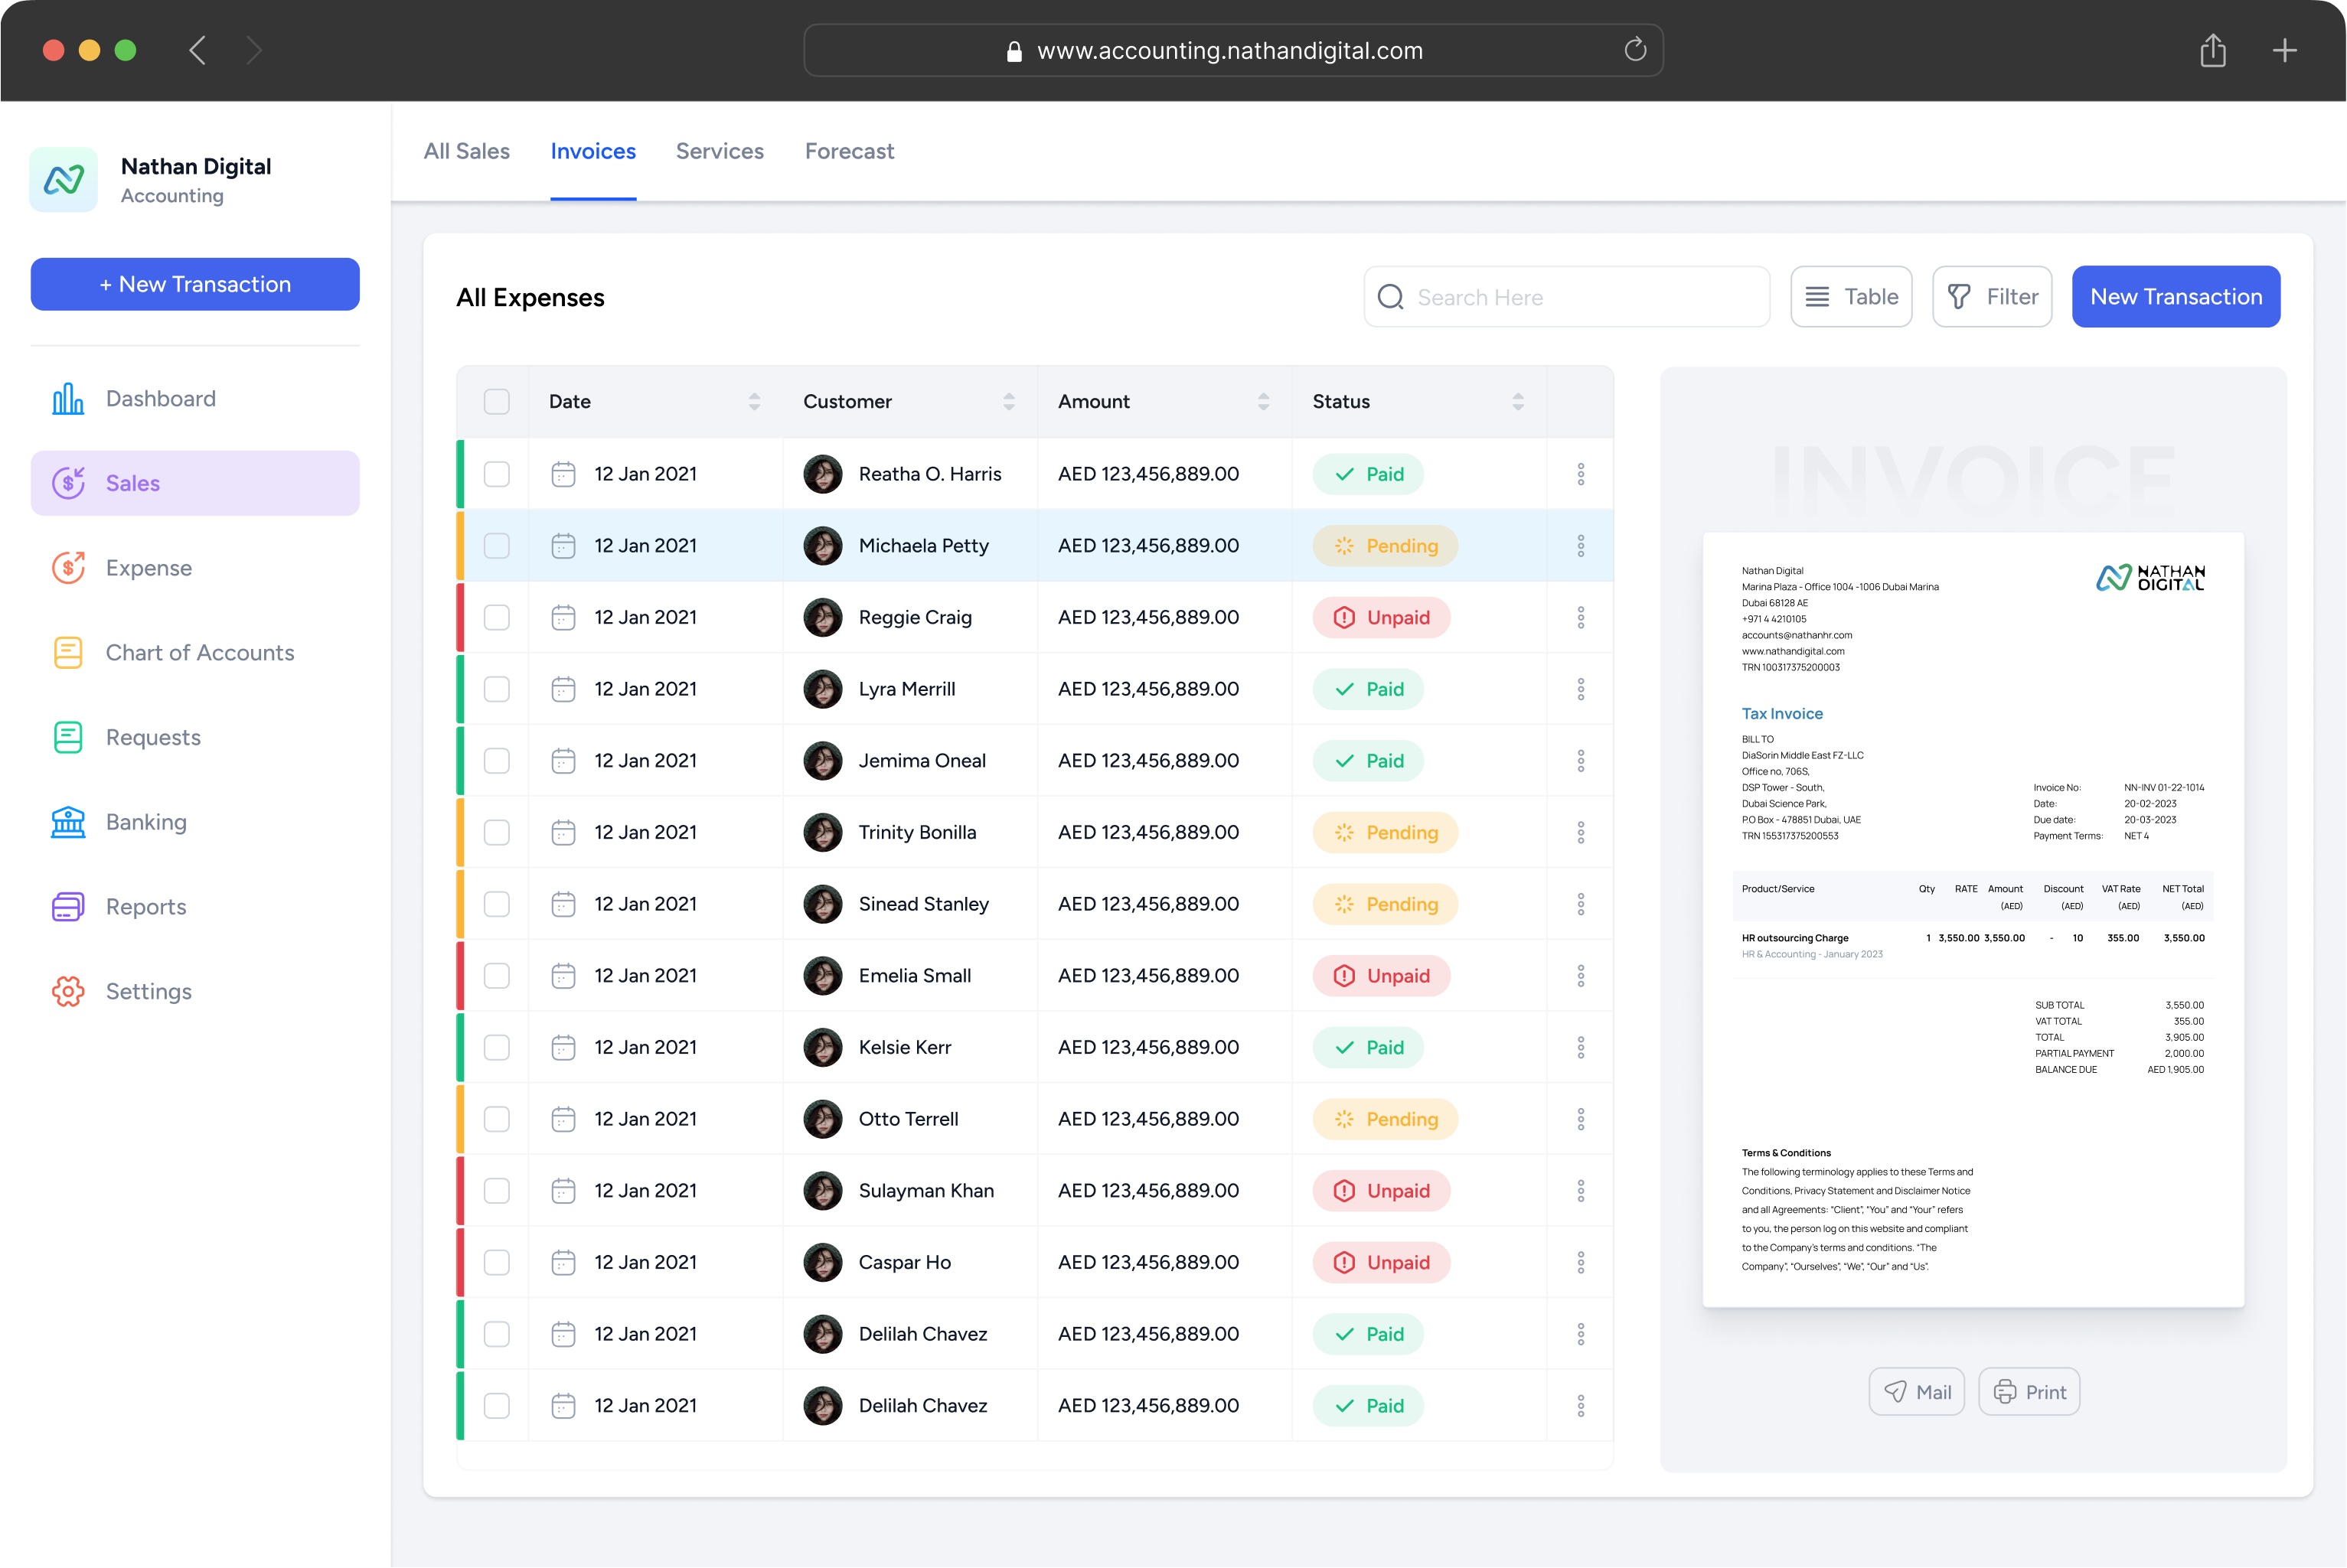 www.accounting.nathandigital.com
Nathan Digital
Accounting
+ New Transaction
Dashboard
Sales
Expense
Chart of Accounts
Requests
Banking
Reports
Settings
All Sales Invoices Services Forecast
All Expenses
Search Here
Table
Filter
New Transaction
Date Customer Amount Status
12 Jan 2021 Reatha O. Harris AED 123,456,889.00 Paid
12 Jan 2021 Michaela Petty AED 123,456,889.00 Pending
12 Jan 2021 Reggie Craig AED 123,456,889.00 Unpaid
12 Jan 2021 Lyra Merrill AED 123,456,889.00 Paid
12 Jan 2021 Jemima Oneal AED 123,456,889.00 Paid
12 Jan 2021 Trinity Bonilla AED 123,456,889.00 Pending
12 Jan 2021 Sinead Stanley AED 123,456,889.00 Pending
12 Jan 2021 Emelia Small AED 123,456,889.00 Unpaid
12 Jan 2021 Kelsie Kerr AED 123,456,889.00 Paid
12 Jan 2021 Otto Terrell AED 123,456,889.00 Pending
12 Jan 2021 Sulayman Khan AED 123,456,889.00 Unpaid
12 Jan 2021 Caspar Ho AED 123,456,889.00 Unpaid
12 Jan 2021 Delilah Chavez AED 123,456,889.00 Paid
12 Jan 2021 Delilah Chavez AED 123,456,889.00 Paid
INVOICE
Nathan Digital
Marina Plaza - Office 1004 -1006 Dubai Marina
Dubai 68128 AE
+971 4 4210105
accounts@nathanhr.com
www.nathandigital.com
TRN 100317375200003
NATHAN
DIGITAL
Tax Invoice
BILL TO
DiaSorin Middle East FZ-LLC
Office no, 706S,
DSP Tower - South,
Dubai Science Park,
P.O Box - 478851 Dubai, UAE
TRN 155317375200553
Invoice No: NN-INV 01-22-1014
Date: 20-02-2023
Due date: 20-03-2023
Payment Terms: NET 4
Product/Service Qty RATE Amount Discount VAT Rate NET Total
(AED) (AED) (AED) (AED)
HR outsourcing Charge 1 3,550.00 3,550.00 - 10 355.00 3,550.00
HR & Accounting - January 2023
SUB TOTAL 3,550.00
VAT TOTAL 355.00
TOTAL 3,905.00
PARTIAL PAYMENT 2,000.00
BALANCE DUE AED 1,905.00
Terms & Conditions
The following terminology applies to these Terms and
Conditions, Privacy Statement and Disclaimer Notice
and all Agreements: “Client”, “You” and “Your” refers
to you, the person log on this website and compliant
to the Company’s terms and conditions. “The
Company”, “Ourselves”, “We”, “Our” and “Us”.
Mail
Print